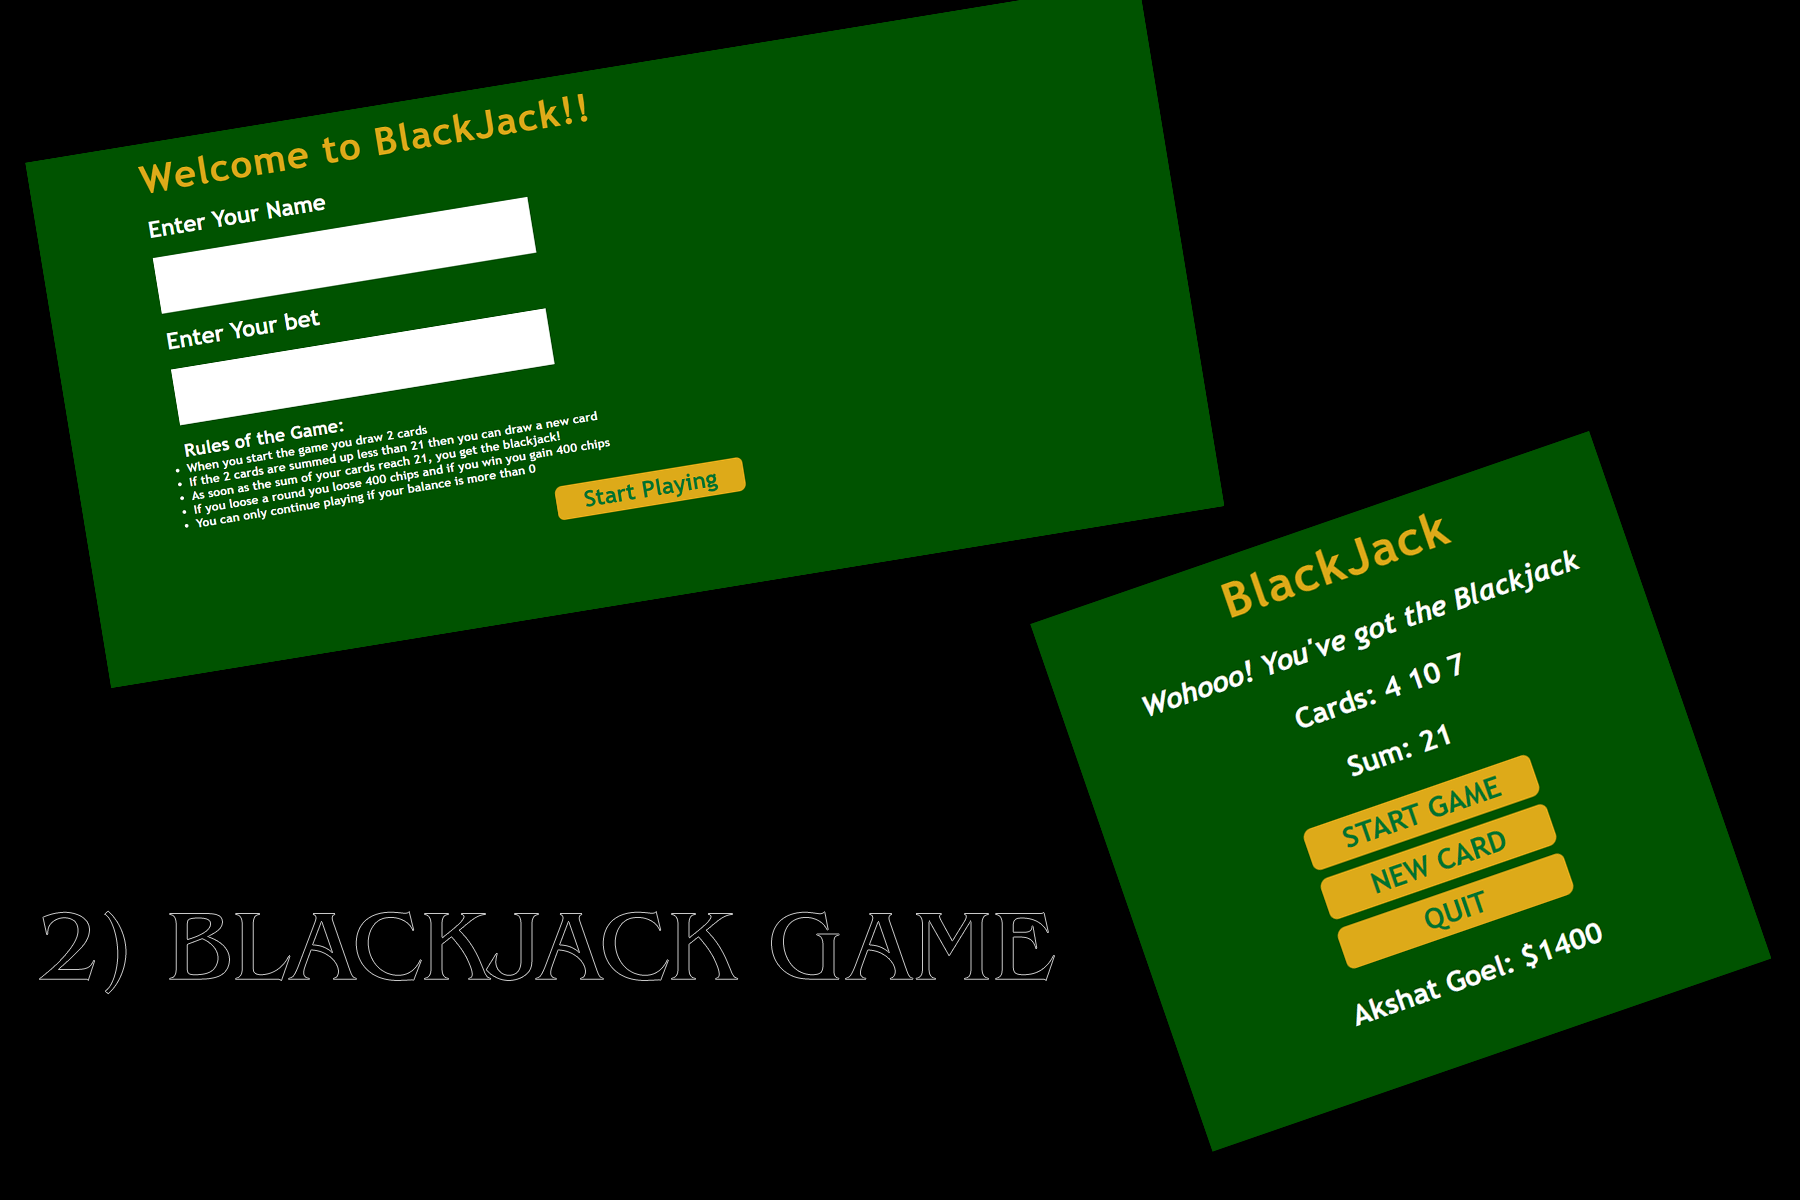 Welcome to BlackJack!!
Enter Your Name
Enter Your bet
Rules of the Game:
• When you start the game you draw 2 cards
• If the 2 cards are summed up less than 21 then you can draw a new card
• As soon as the sum of your cards reach 21, you get the blackjack!
• If you loose a round you loose 400 chips and if you win you gain 400 chips
• You can only continue playing if your balance is more than 0
Start Playing
BlackJack
Wohooo! You've got the Blackjack
Cards: 4 10 7
Sum: 21
START GAME
NEW CARD
QUIT
Akshat Goel: $1400
2) BLACKJACK GAME